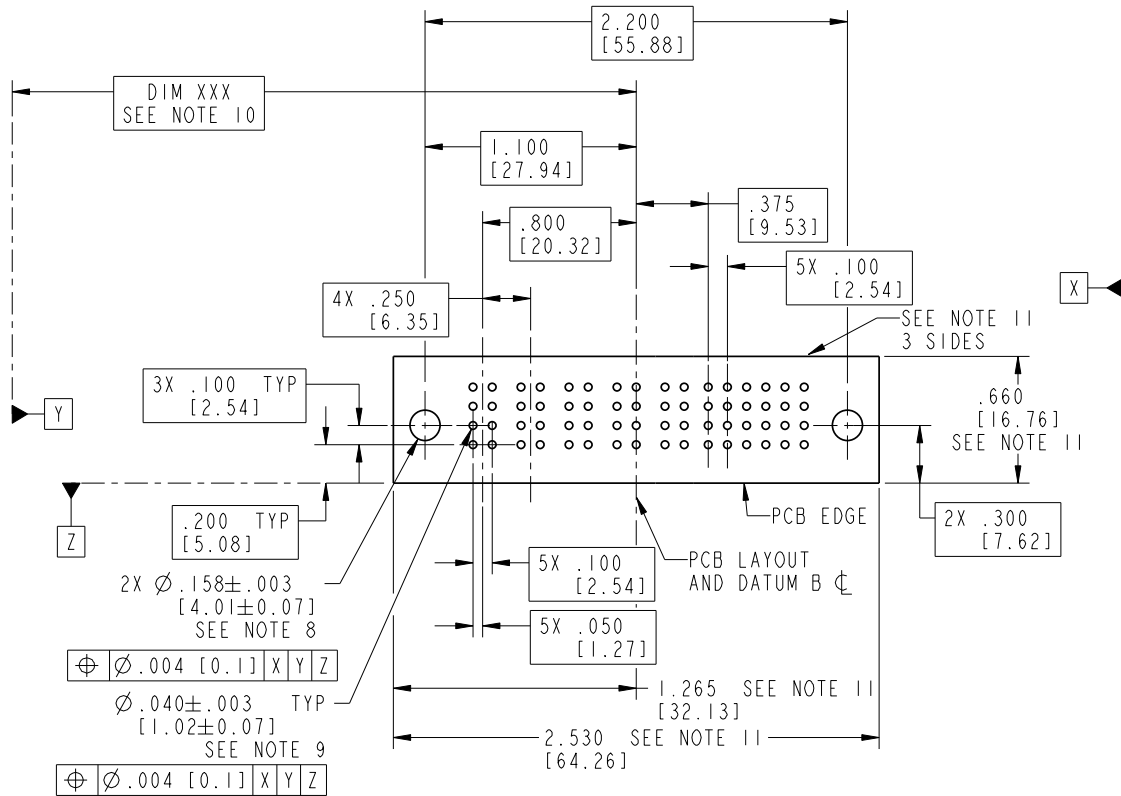 2.200
[55.88]
DIM XXX
SEE NOTE 10
1.100
[27.94]
.375
[9.53]
.800
[20.32]
5X .100
[2.54]
4X .250
[6.35]
X
SEE NOTE 11
3 SIDES
3X .100 TYP
[2.54]
.660
[16.76]
SEE NOTE 11
Y
.200 TYP
[5.08]
Z
PCB EDGE
2X .300
[7.62]
5X .100
[2.54]
PCB LAYOUT
AND DATUM B ℄
2X Ø.158±.003
[4.01±0.07]
SEE NOTE 8
5X .050
[1.27]
⌖ Ø.004 [0.1] X Y Z
Ø.040±.003 TYP
[1.02±0.07]
SEE NOTE 9
1.265 SEE NOTE 11
[32.13]
2.530 SEE NOTE 11
[64.26]
⌖ Ø.004 [0.1] X Y Z